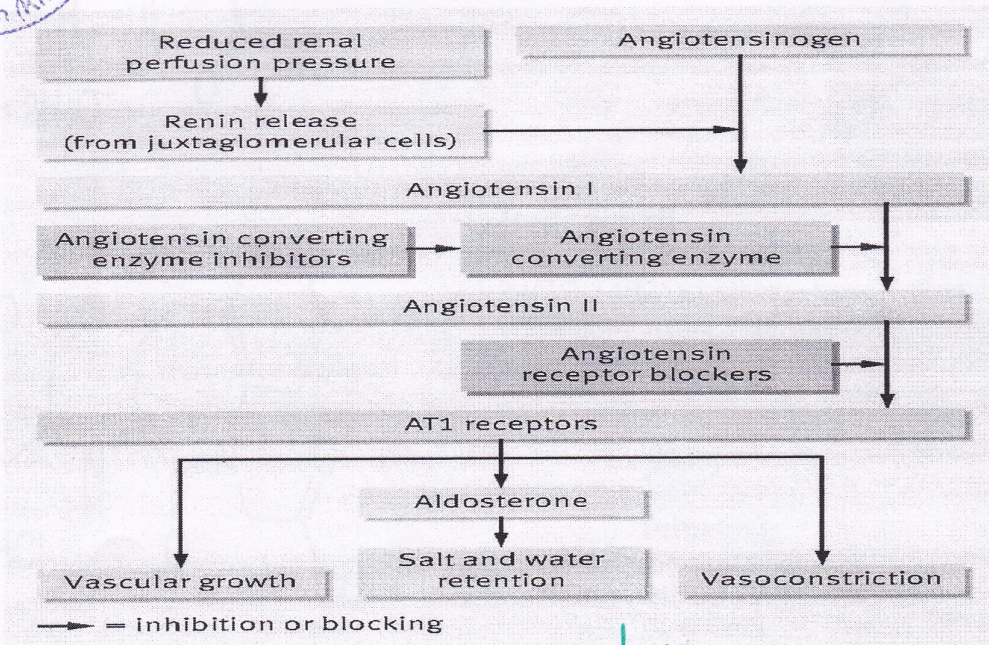 Reduced renal
perfusion pressure
Angiotensinogen
Renin release
(from juxtaglomerular cells)
Angiotensin I
Angiotensin converting
enzyme inhibitors
Angiotensin
converting enzyme
Angiotensin II
Angiotensin
receptor blockers
AT1 receptors
Aldosterone
Vascular growth
Salt and water
retention
Vasoconstriction
= inhibition or blocking